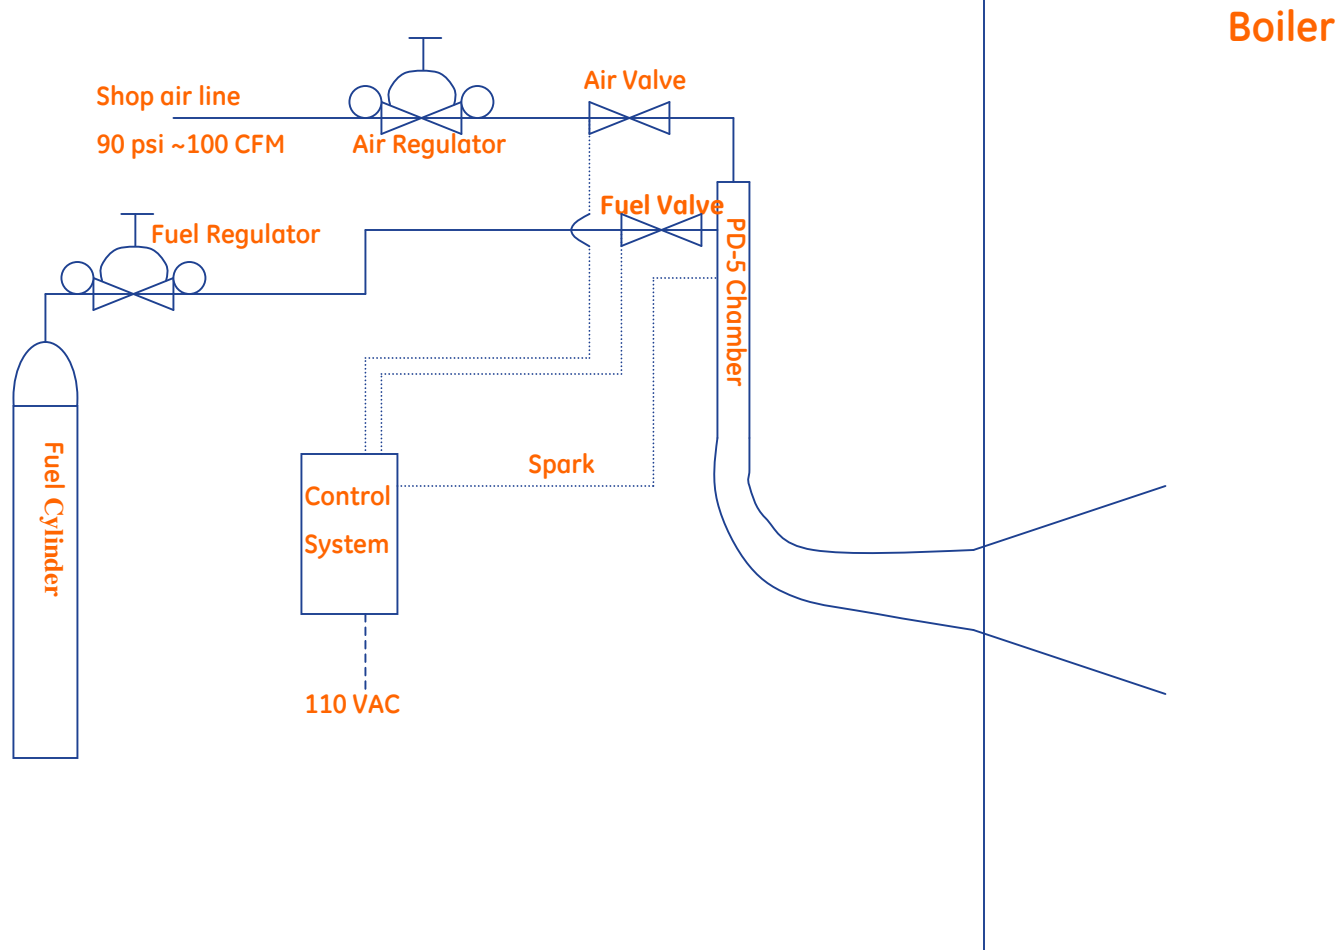 Boiler
Air Valve
Shop air line
90 psi ~100 CFM
Air Regulator
Fuel Valve
Fuel Regulator
PD-5 Chamber
Fuel Cylinder
Spark
Control
System
110 VAC